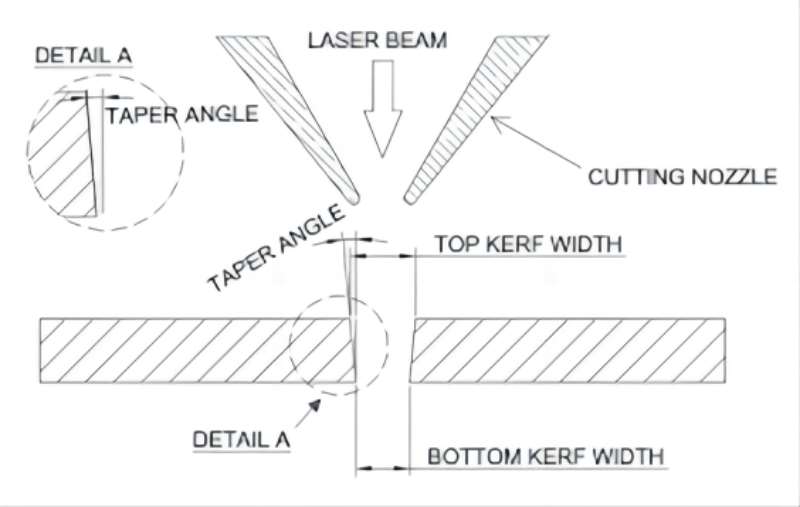 LASER BEAM
DETAIL A
TAPER ANGLE
CUTTING NOZZLE
TAPER ANGLE
TOP KERF WIDTH
DETAIL A
BOTTOM KERF WIDTH